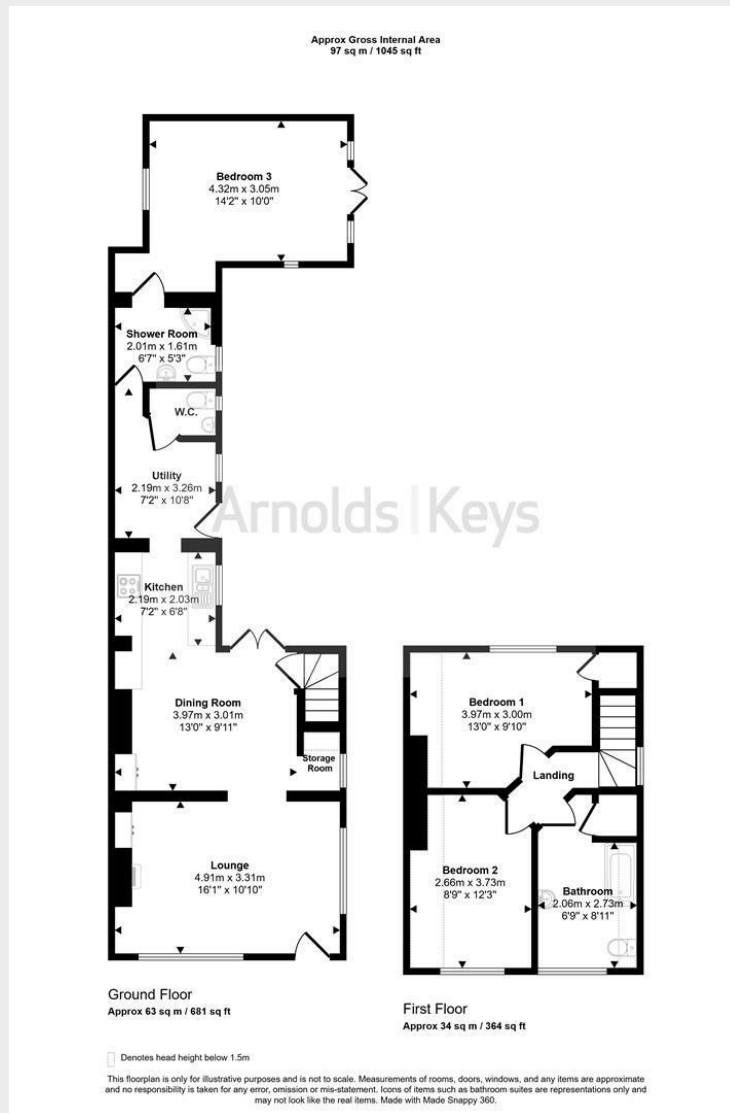 Approx Gross Internal Area
97 sq m / 1045 sq ft
Bedroom 3
4.32m x 3.05m
14'2" x 10'0"
Shower Room
2.01m x 1.61m
6'7" x 5'3"
W.C.
Utility
2.19m x 3.26m
7'2" x 10'8"
Arnolds | Keys
Kitchen
2.19m x 2.03m
7'2" x 6'8"
Dining Room
3.97m x 3.01m
13'0" x 9'11"
Storage
Room
Lounge
4.91m x 3.31m
16'1" x 10'10"
Bedroom 1
3.97m x 3.00m
13'0" x 9'10"
Landing
Bedroom 2
2.66m x 3.73m
8'9" x 12'3"
Bathroom
2.06m x 2.73m
6'9" x 8'11"
Ground Floor
Approx 63 sq m / 681 sq ft
First Floor
Approx 34 sq m / 364 sq ft
Denotes head height below 1.5m
This floorplan is only for illustrative purposes and is not to scale. Measurements of rooms, doors, windows, and any items are approximate
and no responsibility is taken for any error, omission or mis-statement. Icons of items such as bathroom suites are representations only and
may not look like the real items. Made with Made Snappy 360.